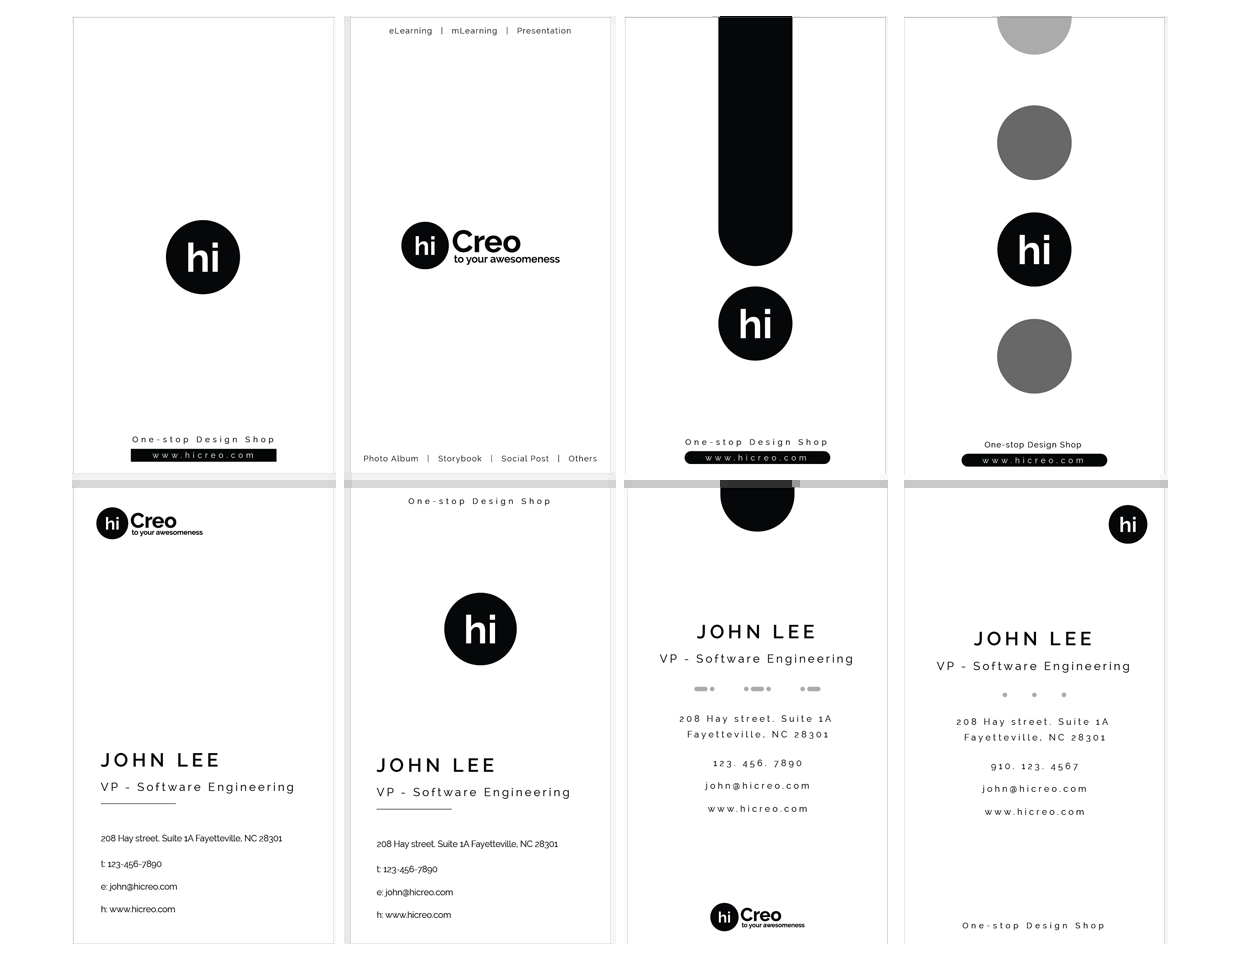 hi
One-stop Design Shop
www.hicreo.com
eLearning | mLearning | Presentation
hi Creo
to your awesomeness
Photo Album | Storybook | Social Post | Others
hi
One-stop Design Shop
www.hicreo.com
hi
One-stop Design Shop
www.hicreo.com
hi Creo
to your awesomeness
JOHN LEE
VP - Software Engineering
208 Hay street. Suite 1A Fayetteville, NC 28301
t: 123-456-7890
e: john@hicreo.com
h: www.hicreo.com
One-stop Design Shop
hi
JOHN LEE
VP - Software Engineering
208 Hay street. Suite 1A Fayetteville, NC 28301
t: 123-456-7890
e: john@hicreo.com
h: www.hicreo.com
JOHN LEE
VP - Software Engineering
208 Hay street. Suite 1A
Fayetteville, NC 28301
123. 456. 7890
john@hicreo.com
www.hicreo.com
hi Creo
to your awesomeness
hi
JOHN LEE
VP - Software Engineering
208 Hay street. Suite 1A
Fayetteville, NC 28301
910. 123. 4567
john@hicreo.com
www.hicreo.com
One-stop Design Shop